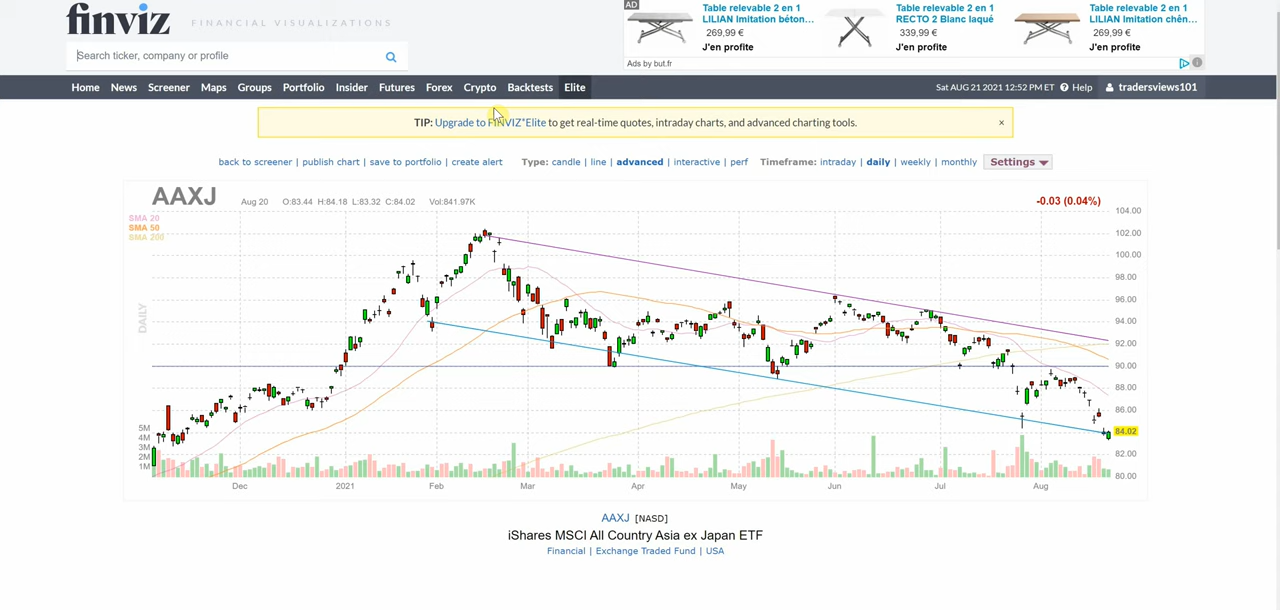 finviz FINANCIAL VISUALIZATIONS
Search ticker, company or profile
AD
Table relevable 2 en 1
LILIAN Imitation béton...
269,99 €
J'en profite
Table relevable 2 en 1
RECTO 2 Blanc laqué
339,99 €
J'en profite
Table relevable 2 en 1
LILIAN Imitation chên...
269,99 €
J'en profite
Ads by but.fr
Home News Screener Maps Groups Portfolio Insider Futures Forex Crypto Backtests Elite Sat AUG 21 2021 12:52 PM ET Help tradersviews101
TIP: Upgrade to FINVIZ*Elite to get real-time quotes, intraday charts, and advanced charting tools. ×
back to screener | publish chart | save to portfolio | create alert Type: candle | line | advanced | interactive | perf Timeframe: intraday | daily | weekly | monthly Settings
AAXJ Aug 20 O:83.44 H:84.18 L:83.32 C:84.02 Vol:841.97K -0.03 (0.04%)
SMA 20
SMA 50
SMA 200
DAILY
104.00
102.00
100.00
98.00
96.00
94.00
92.00
90.00
88.00
86.00
84.02
82.00
80.00
5M
4M
3M
2M
1M
Dec 2021 Feb Mar Apr May Jun Jul Aug
AAXJ [NASD]
iShares MSCI All Country Asia ex Japan ETF
Financial | Exchange Traded Fund | USA